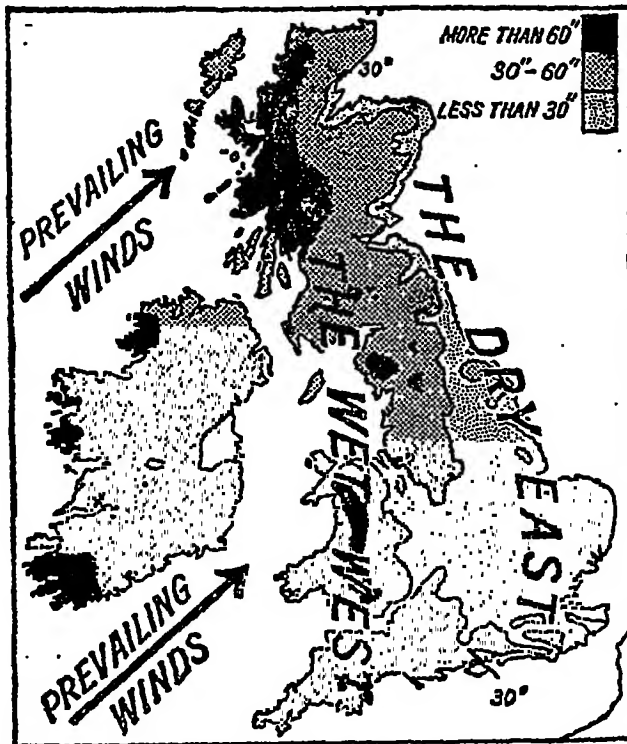 MORE THAN 60"
30"-60"
LESS THAN 30"
30"
PREVAILING
WINDS
THE DRY EAST
THE WET WEST
PREVAILING
WINDS
30"